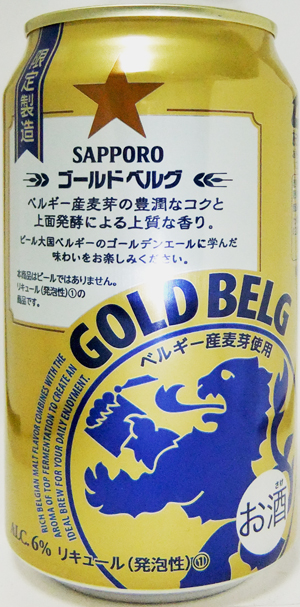 限定製造
SAPPORO
ゴールドベルグ
ベルギー産麦芽の豊潤なコクと
上面発酵による上質な香り。
ビール大国ベルギーのゴールデンエールに学んだ
味わいをお楽しみください。
本商品はビールではありません。
リキュール(発泡性)①の
商品です。
GOLD BELG
ベルギー産麦芽使用
RICH BELGIAN MALT FLAVOR COMBINES WITH THE
AROMA OF TOP FERMENTATION TO CREATE AN
IDEAL BREW FOR YOUR DAILY ENJOYMENT.
さけ
お酒
ALC.6% リキュール(発泡性)①